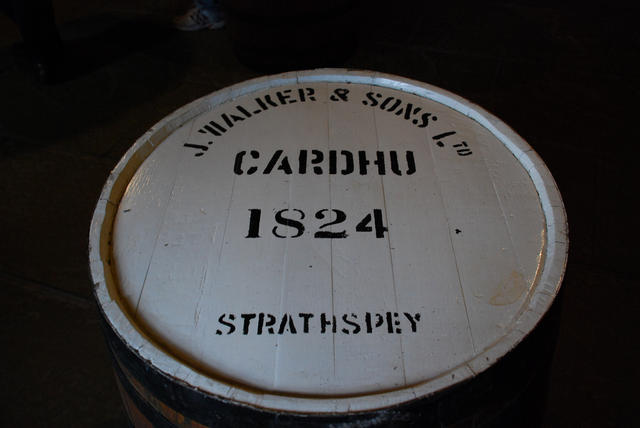 J. WALKER & SONS LTD
CARDHU
1824
STRATHSPEY